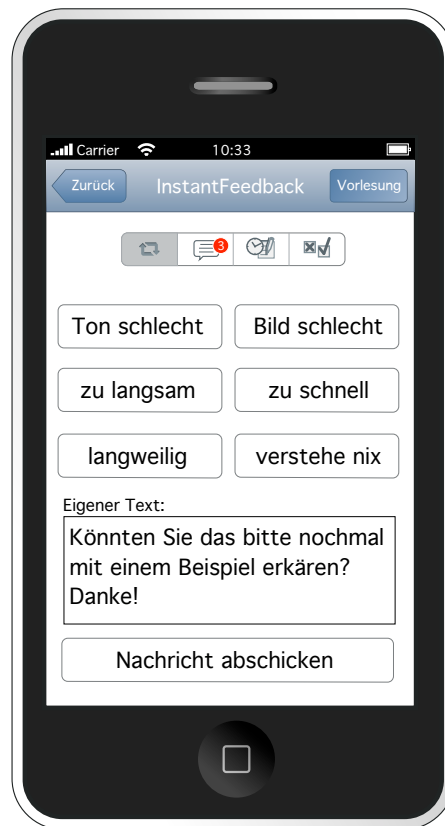 Carrier 10:33
Zurück InstantFeedback Vorlesung
3
Ton schlecht Bild schlecht
zu langsam zu schnell
langweilig verstehe nix
Eigener Text:
Könnten Sie das bitte nochmal
mit einem Beispiel erkären?
Danke!
Nachricht abschicken